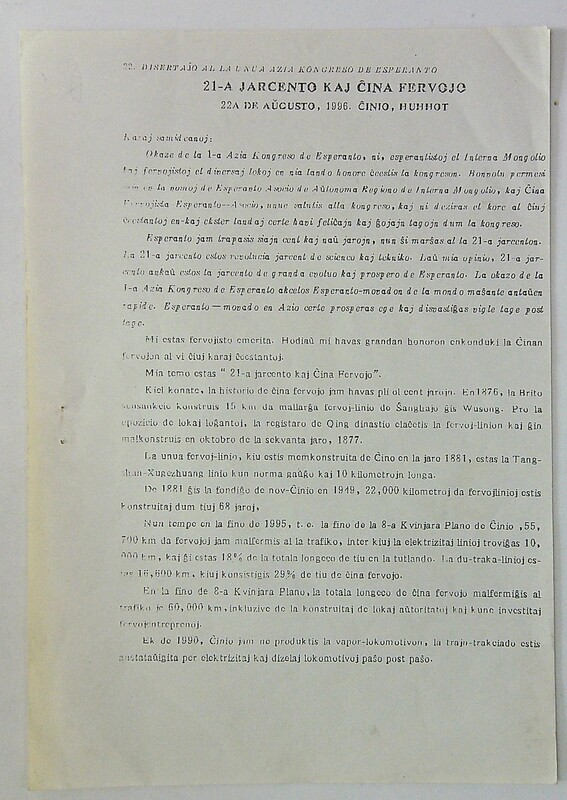 22. DISERTAĴO AL LA UNUA AZIA KONGRESO DE ESPERANTO
21-A JARCENTO KAJ ĈINA FERVOJO
22A DE AŬGUSTO, 1996. ĈINIO, HUHHOT
Karaj samideanoj:
Okaze de la 1-a Azia Kongreso de Esperanto, ni, esperantistoj el Interna Mongolio
kaj fervojistoj el diversaj lokoj en nia lando honore ĉeestis la kongreson. Bonvolu permesi
en la nomoj de Esperanto Asocio de Aŭtonoma Regiono de Interna Mongolio, kaj Ĉina
Fervojista Esperanto-Asocio, unue salutis alla kongreso, kaj ni deziras el kore al ĉiuj
ĉeestantoj en-kaj ekster landaj certe havi feliĉajn kaj ĝojajn tagojn dum la kongreso.
Esperanto jam trapasis siajn cent kaj naŭ jarojn, nun ŝi marŝas al la 21-a jarcenton.
La 21-a jarcento estos revolucia jarcent de scienco kaj tekniko. Laŭ mia opinio, 21-a jar-
cento ankaŭ estos la jarcento de granda evoluo kaj prospero de Esperanto. La okazo de la
1-a Azia Kongreso de Esperanto akcelos Esperanto-movadon de la mondo maŝante antaŭen
rapide. Esperanto—movado en Azio certe prosperas ege kaj disvastiĝas vigle tage post
tage.
Mi estas fervojisto emerita. Hodiaŭ mi havas grandan honoron enkonduki la Ĉinan
fervojon al vi ĉiuj karaj ĉeestantoj.
Mia temo estas " 21-a jarcento kaj Ĉina Fervojo".
Kiel konate, la historio de ĉina fervojo jam havas pli ol cent jarojn. En1876, la Brito
konstruis 15 km da mallarĝa fervoj-linio de Ŝanghajo ĝis Wusong. Pro la
opozicio de lokaj loĝantoj, la registaro de Qing dinastio elaĉetis la fervoj-linion kaj ĝin
malkonstruis en oktobro de la sekvanta jaro, 1877.
La unua fervoj-linio, kiu estis memkonstruita de Ĉino en la jaro 1881, estas la Tang-
shan-Xugezhuang linio kun norma gaŭĝo kaj 10 kilometrojn longa.
De 1881 ĝis la fondiĝo de nov-Ĉinio en 1949, 22,000 kilometroj da fervojlinioj estis
konstruitaj dum tiuj 68 jaroj.
Nun tempe en la fino de 1995, t. e. la fino de la 8-a Kvinjara Plano de Ĉinio ,55,
700 km da fervojoj jam malfermis al la trafiko, inter kiuj la elektrizitaj linioj troviĝas 10,
000 km, kaj ĝi estas 18% de la totala longeco de tiu en la tutlando. La du-traka-linioj es-
tas 16,600 km, kiuj konsistigis 29% de tiu de ĉina fervojo.
En la fino de 8-a Kvinjara Plano,la totala longeco de ĉina fervojo malfermiĝis al
trafiko je 60,000 km,inkluzive de la konstruitaj de lokaj aŭtoritatoj kaj kune investitaj
fervojentreprenoj.
Ek de 1990, Ĉinio jam ne produktis la vapor-lokomotivon, la trajn-trakciado estis
anstataŭigita per elektrizitaj kaj dizelaj lokomotivoj paŝo post paŝo.